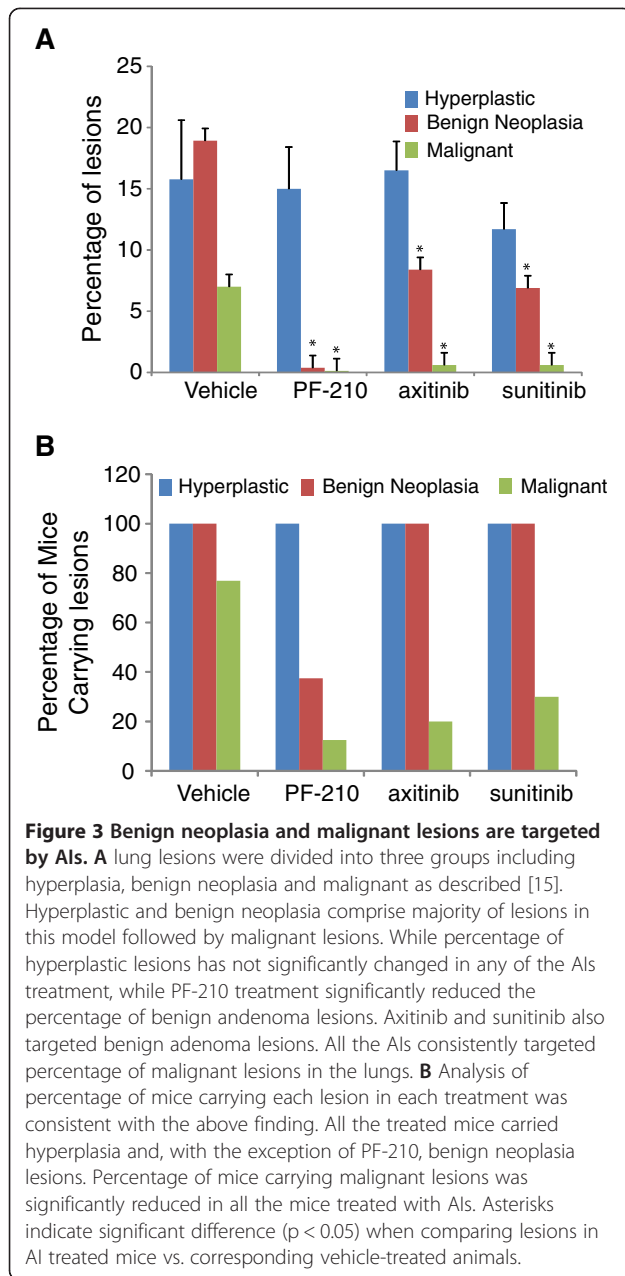 A
25
20
15
10
5
0
Percentage of lesions
Hyperplastic
Benign Neoplasia
Malignant
* * * * * *
Vehicle PF-210 axitinib sunitinib
B
120
100
80
60
40
20
0
Percentage of Mice
Carrying lesions
Hyperplastic Benign Neoplasia Malignant
Vehicle PF-210 axitinib sunitinib
Figure 3 Benign neoplasia and malignant lesions are targeted
by AIs. A lung lesions were divided into three groups including
hyperplasia, benign neoplasia and malignant as described [15].
Hyperplastic and benign neoplasia comprise majority of lesions in
this model followed by malignant lesions. While percentage of
hyperplastic lesions has not significantly changed in any of the AIs
treatment, while PF-210 treatment significantly reduced the
percentage of benign andenoma lesions. Axitinib and sunitinib also
targeted benign adenoma lesions. All the AIs consistently targeted
percentage of malignant lesions in the lungs. B Analysis of
percentage of mice carrying each lesion in each treatment was
consistent with the above finding. All the treated mice carried
hyperplasia and, with the exception of PF-210, benign neoplasia
lesions. Percentage of mice carrying malignant lesions was
significantly reduced in all the mice treated with AIs. Asterisks
indicate significant difference (p < 0.05) when comparing lesions in
AI treated mice vs. corresponding vehicle-treated animals.